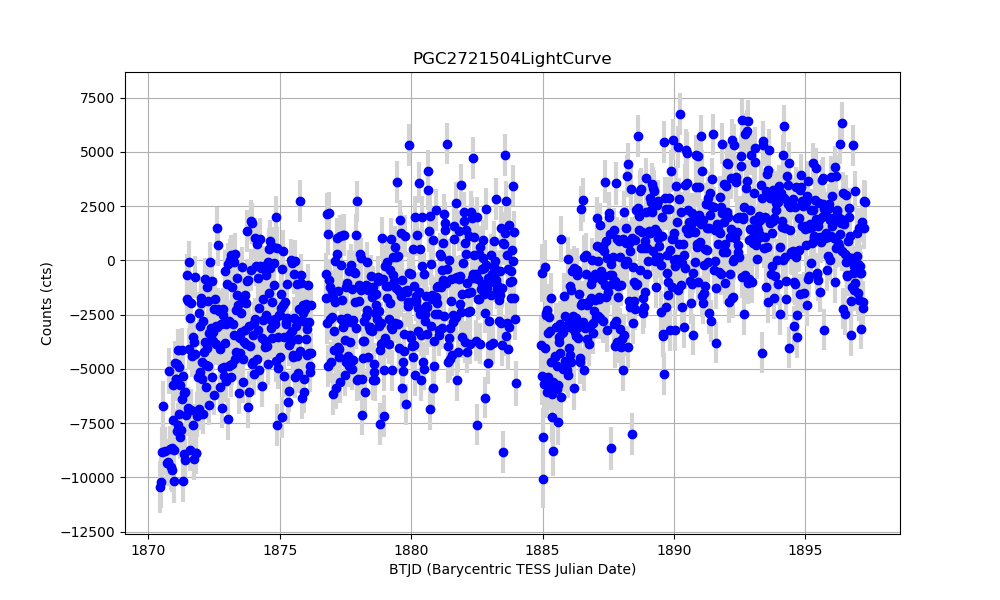 PGC2721504LightCurve
7500
5000
2500
0
−2500
−5000
−7500
−10000
−12500
Counts (cts)
1870 1875 1880 1885 1890 1895
BTJD (Barycentric TESS Julian Date)